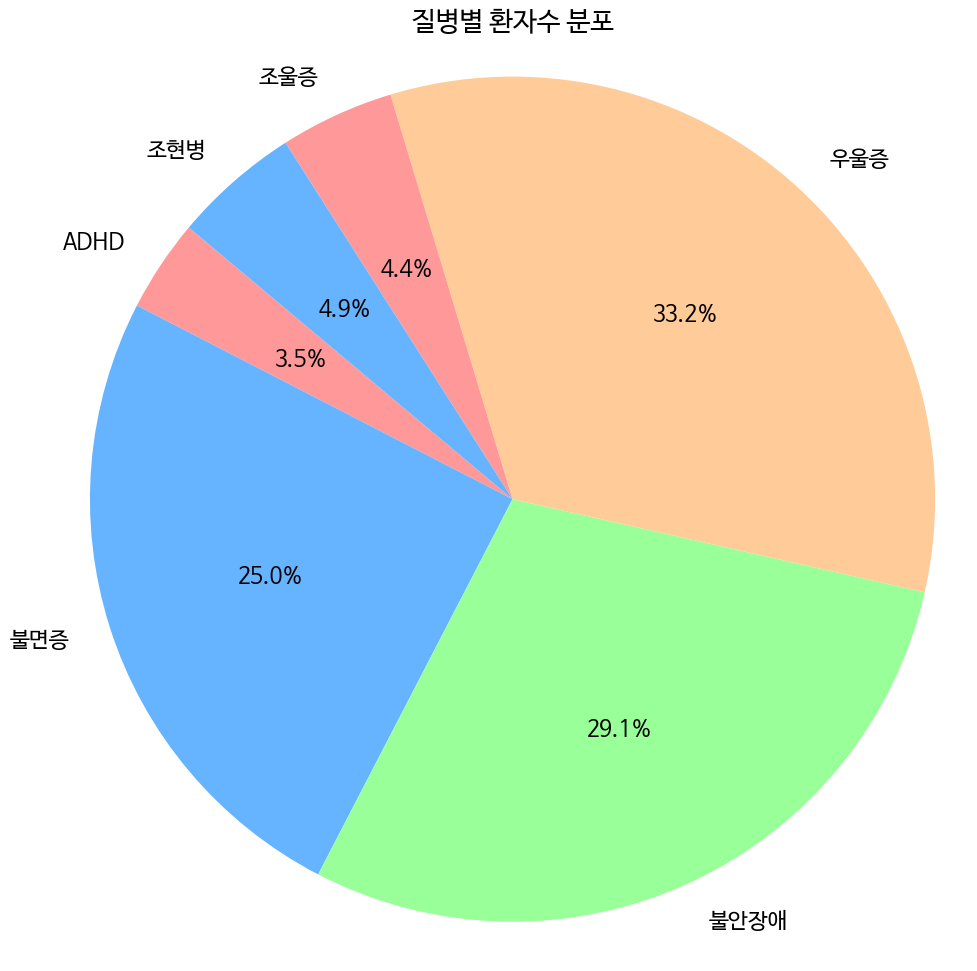 질병별 환자수 분포
조울증
조현병
우울증
ADHD
4.4%
4.9%
33.2%
3.5%
25.0%
불면증
29.1%
불안장애